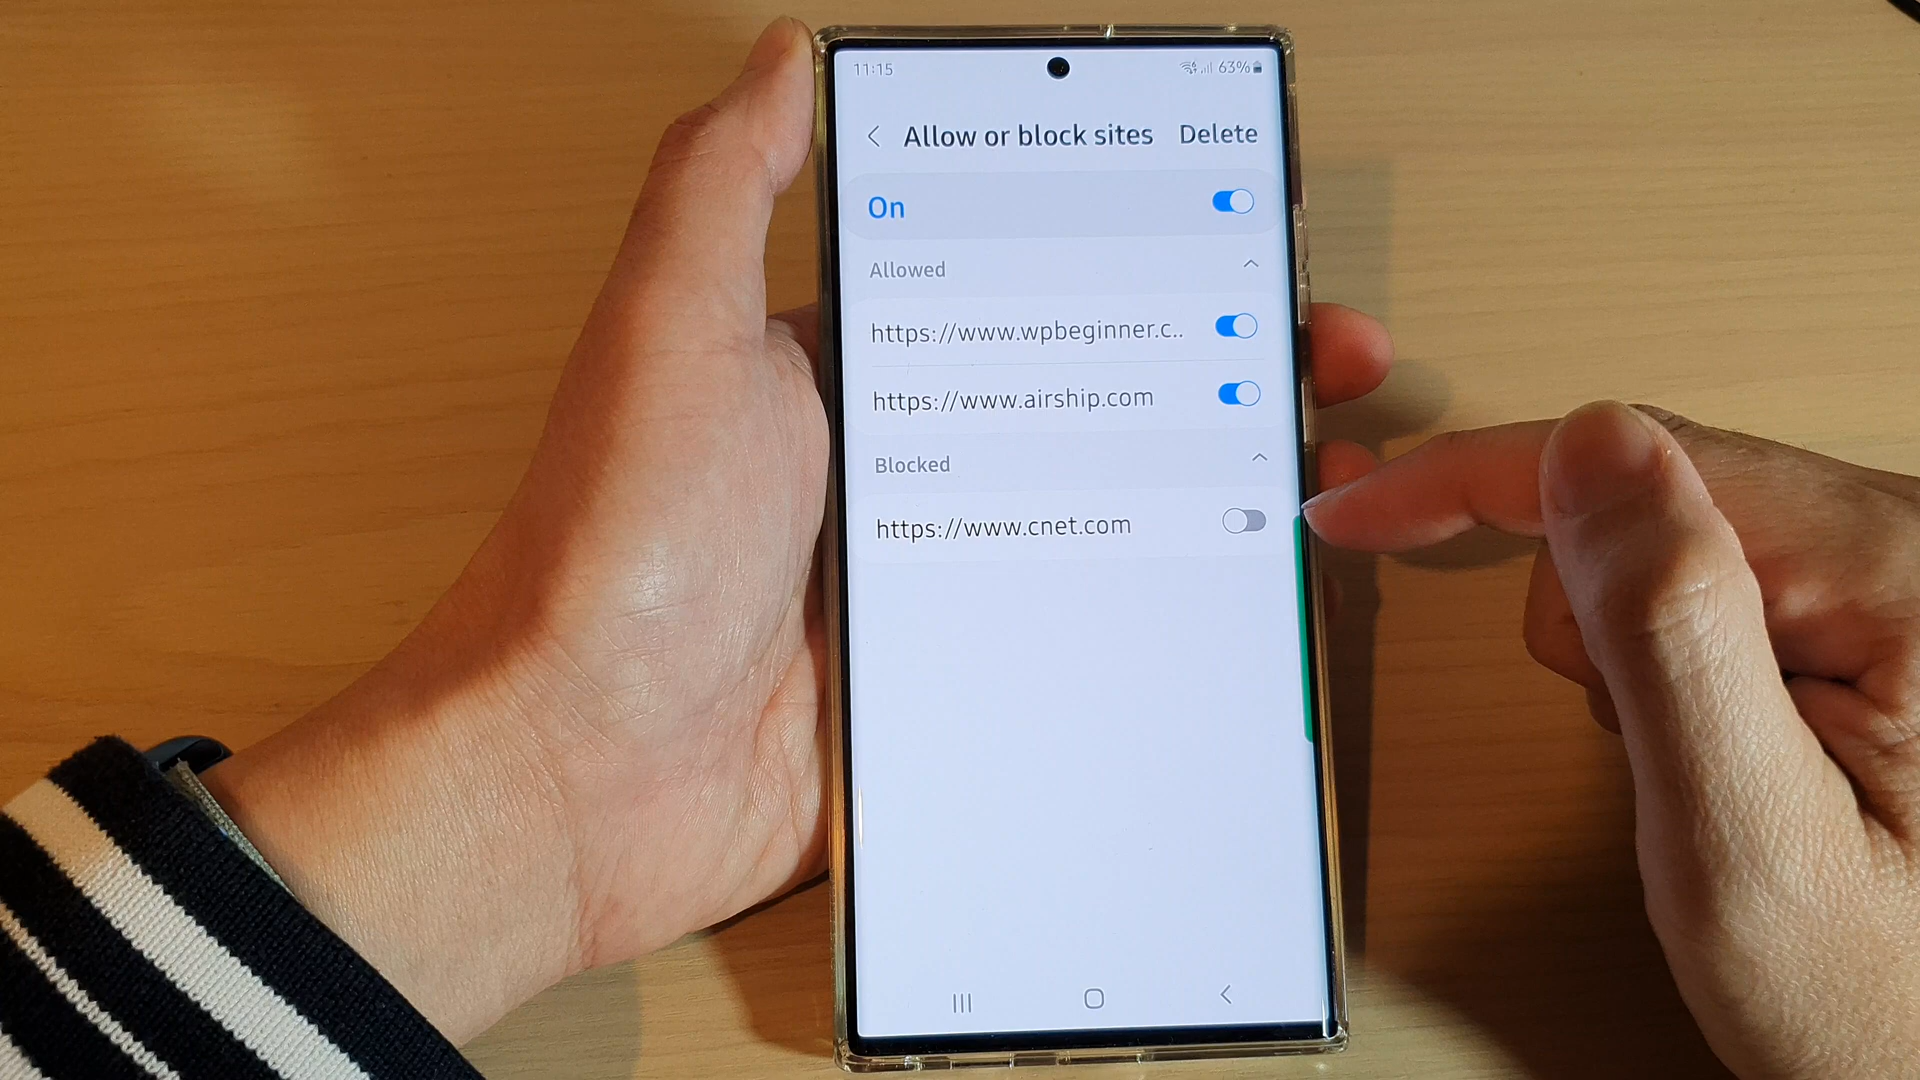 11:15
63%
Allow or block sites Delete
On
Allowed
https://www.wpbeginner.c..
https://www.airship.com
Blocked
https://www.cnet.com